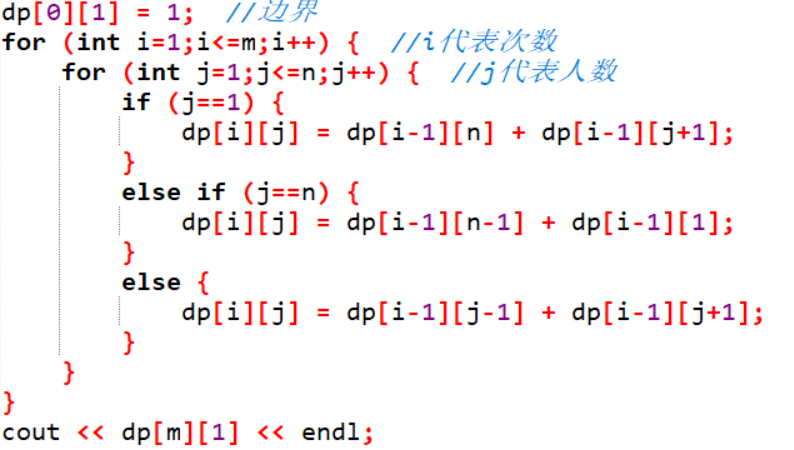 dp[0][1] = 1;  //边界
for (int i=1;i<=m;i++) {  //i代表次数
    for (int j=1;j<=n;j++) {  //j代表人数
        if (j==1) {
            dp[i][j] = dp[i-1][n] + dp[i-1][j+1];
        }
        else if (j==n) {
            dp[i][j] = dp[i-1][n-1] + dp[i-1][1];
        }
        else {
            dp[i][j] = dp[i-1][j-1] + dp[i-1][j+1];
        }
    }
}
cout << dp[m][1] << endl;